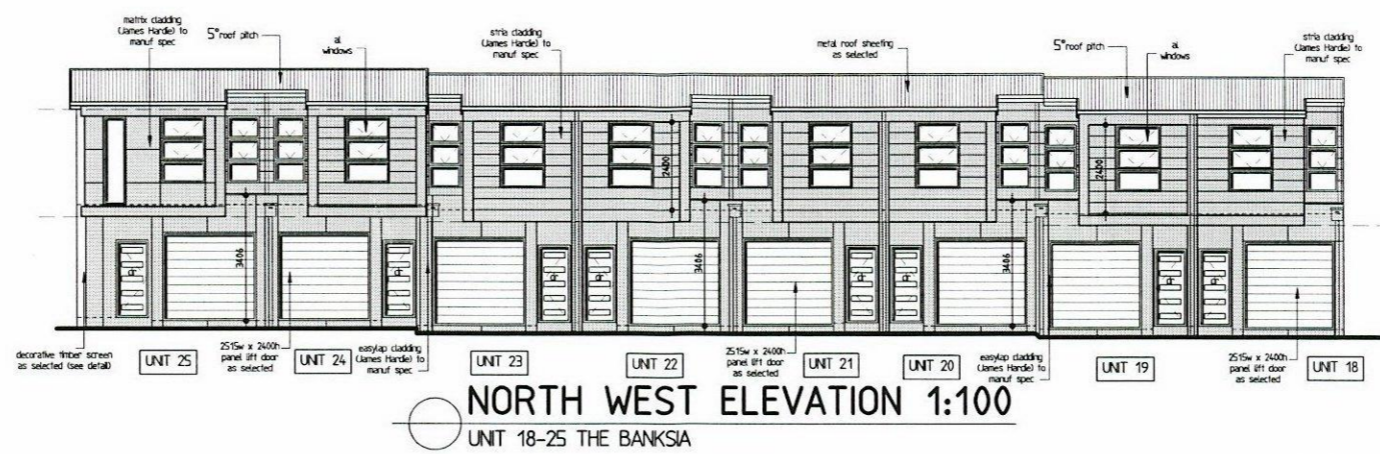 matrix cladding
(James Hardie) to
manuf spec
5° roof pitch
al
windows
stria cladding
(James Hardie) to
manuf spec
metal roof sheeting
as selected
5° roof pitch
al
windows
stria cladding
(James Hardie) to
manuf spec
2400
2400
3406
3406
3406
decorative timber screen
as selected (see detail)
UNIT 25
2515w x 2400h
panel lift door
as selected
UNIT 24
easylap cladding
(James Hardie) to
manuf spec
UNIT 23
UNIT 22
2515w x 2400h
panel lift door
as selected
UNIT 21
UNIT 20
easylap cladding
(James Hardie) to
manuf spec
UNIT 19
2515w x 2400h
panel lift door
as selected
UNIT 18
NORTH WEST ELEVATION 1:100
UNIT 18-25 THE BANKSIA